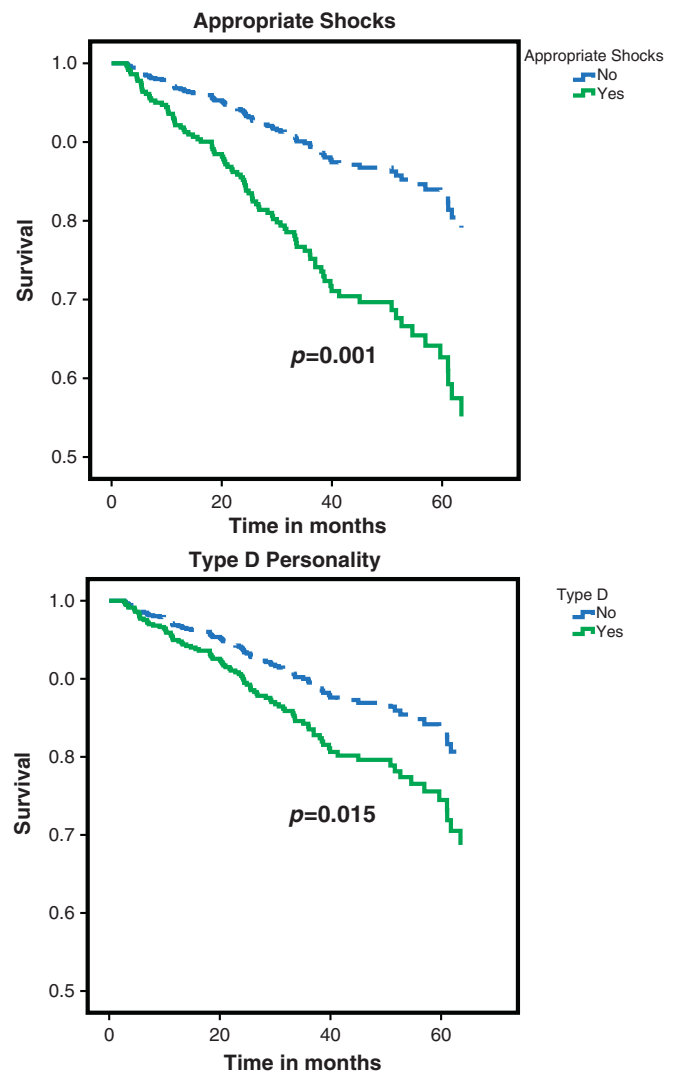 Appropriate Shocks
Appropriate Shocks
No
Yes
1.0
0.0
0.8
0.7
0.6
0.5
Survival
p=0.001
0 20 40 60
Time in months
Type D Personality
Type D
No
Yes
1.0
0.0
0.8
0.7
0.6
0.5
Survival
p=0.015
0 20 40 60
Time in months